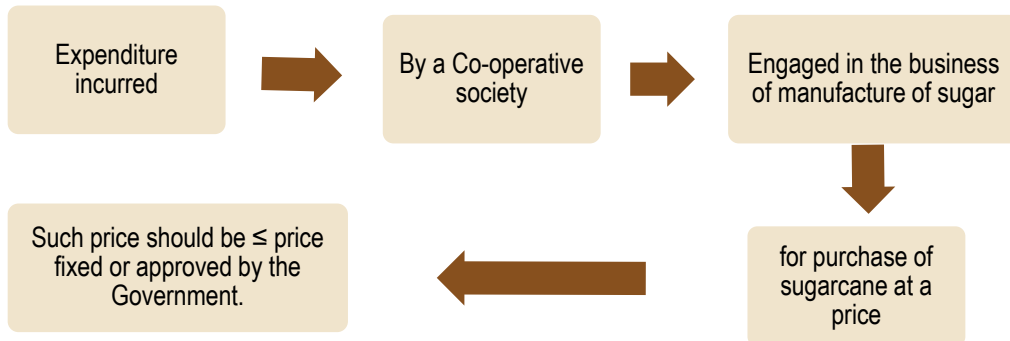 Expenditure
incurred
By a Co-operative
society
Engaged in the business
of manufacture of sugar
for purchase of
sugarcane at a
price
Such price should be ≤ price
fixed or approved by the
Government.